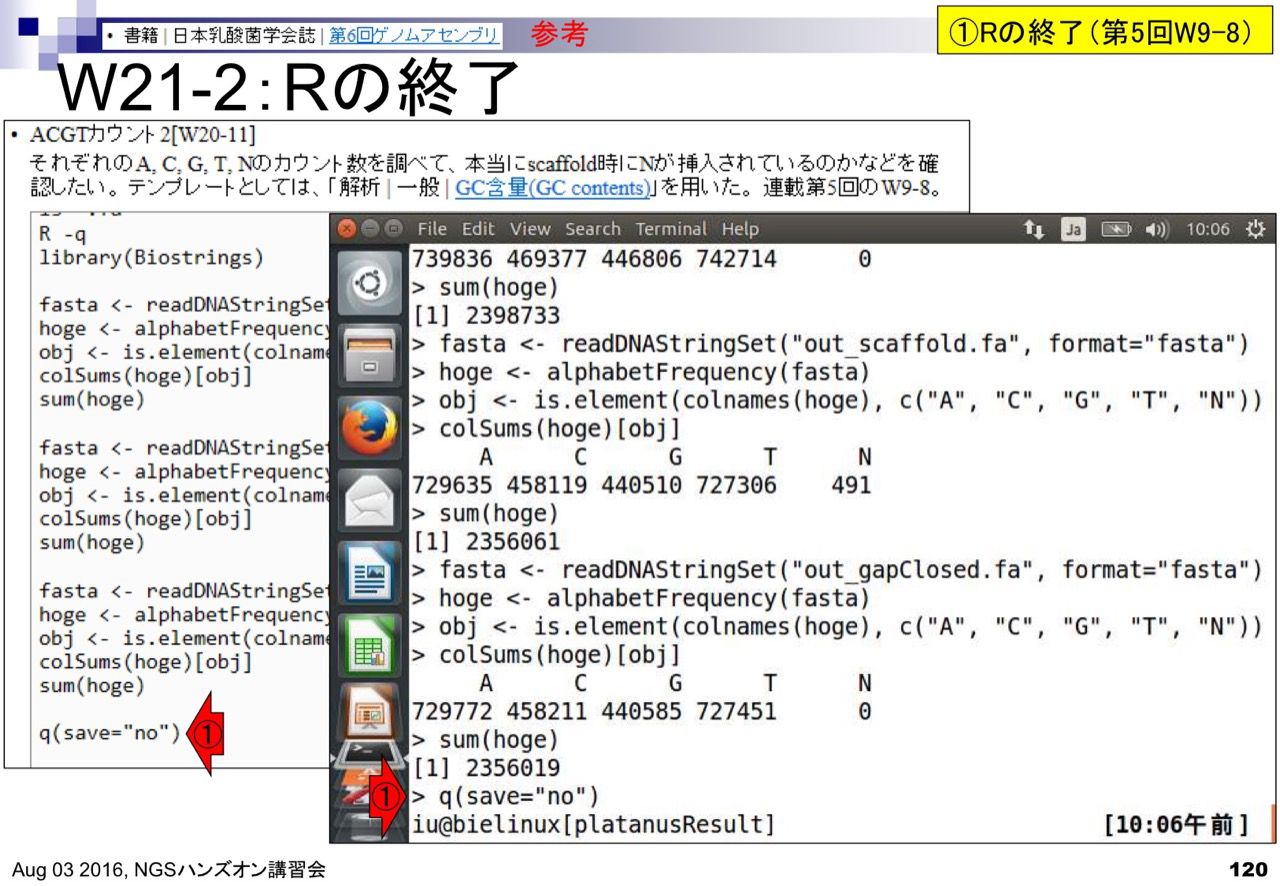 • 書籍 | 日本乳酸菌学会誌 | 第6回ゲノムアセンブリ
参考
①Rの終了(第5回W9-8)
W21-2：Rの終了
• ACGTカウント2[W20-11]
それぞれのA, C, G, T, Nのカウント数を調べて、本当にscaffold時にNが挿入されているのかなどを確
認したい。テンプレートとしては、「解析 | 一般 | GC含量(GC contents)」を用いた。連載第5回のW9-8。
R -q
library(Biostrings)
fasta <- readDNAStringSet
hoge <- alphabetFrequency
obj <- is.element(colname
colSums(hoge)[obj]
sum(hoge)
fasta <- readDNAStringSet
hoge <- alphabetFrequency
obj <- is.element(colname
colSums(hoge)[obj]
sum(hoge)
fasta <- readDNAStringSet
hoge <- alphabetFrequency
obj <- is.element(colname
colSums(hoge)[obj]
sum(hoge)
q(save="no") ①
File Edit View Search Terminal Help Ja 10:06
739836 469377 446806 742714 0
> sum(hoge)
[1] 2398733
> fasta <- readDNAStringSet("out_scaffold.fa", format="fasta")
> hoge <- alphabetFrequency(fasta)
> obj <- is.element(colnames(hoge), c("A", "C", "G", "T", "N"))
> colSums(hoge)[obj]
A C G T N
729635 458119 440510 727306 491
> sum(hoge)
[1] 2356061
> fasta <- readDNAStringSet("out_gapClosed.fa", format="fasta")
> hoge <- alphabetFrequency(fasta)
> obj <- is.element(colnames(hoge), c("A", "C", "G", "T", "N"))
> colSums(hoge)[obj]
A C G T N
729772 458211 440585 727451 0
> sum(hoge)
[1] 2356019
① > q(save="no")
iu@bielinux[platanusResult] [10:06午前]
Aug 03 2016, NGSハンズオン講習会
120